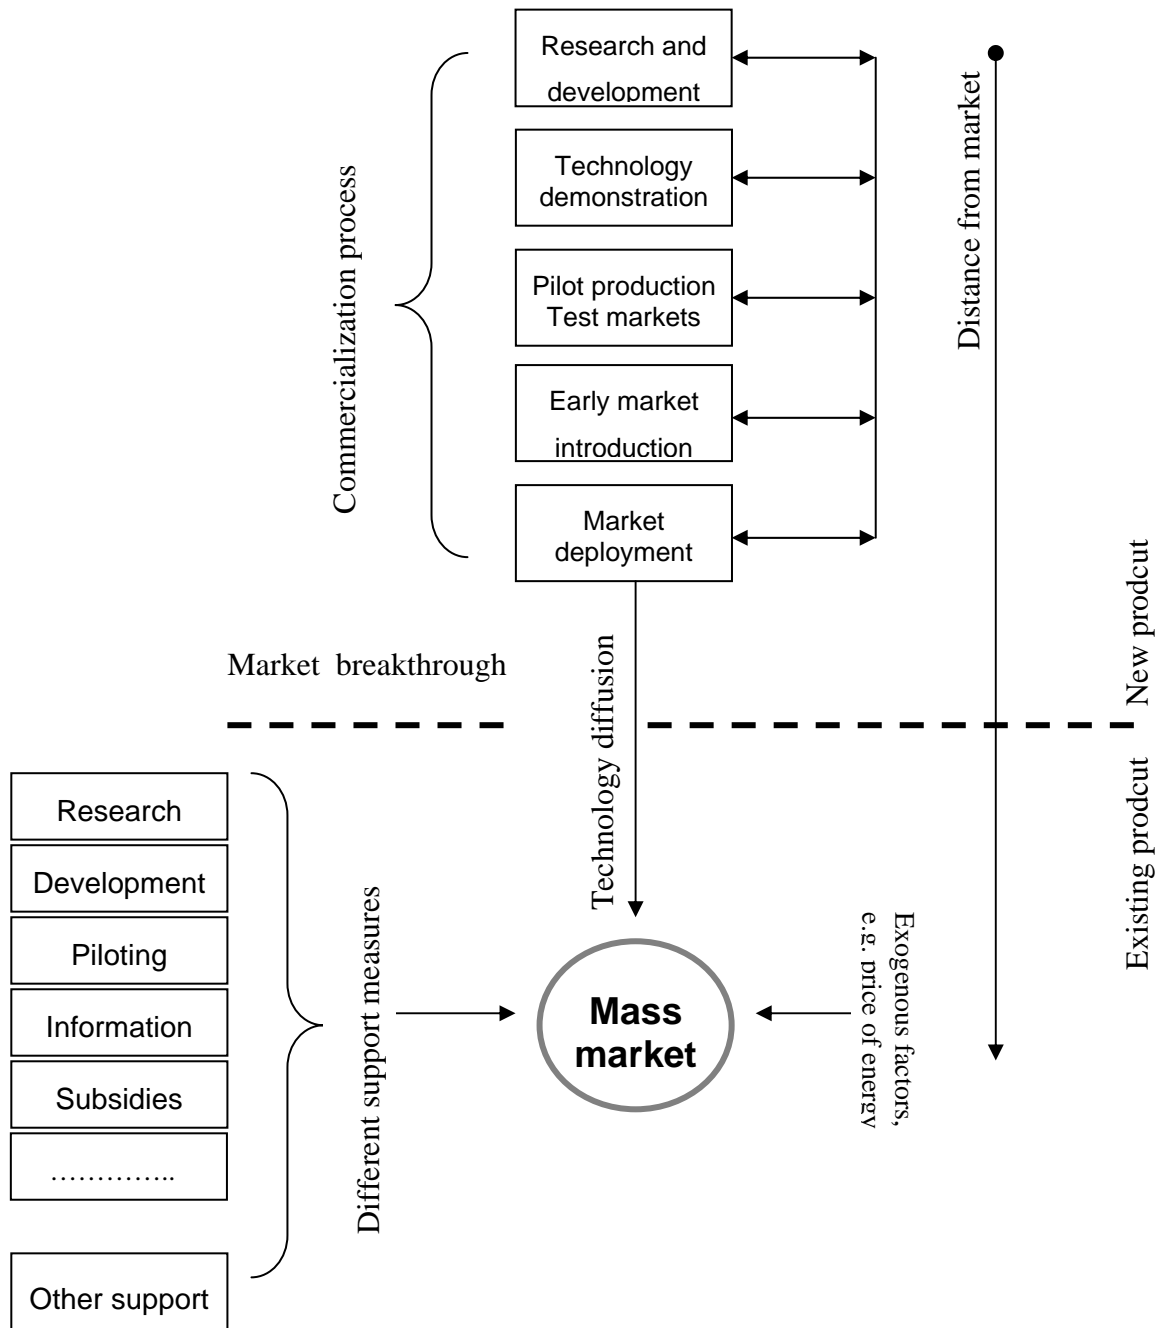 Research and
development
Technology
demonstration
Pilot production
Test markets
Early market
introduction
Market
deployment
Commercialization process
Distance from market
New prodcut
Market breakthrough
Technology diffusion
Existing prodcut
Research
Development
Piloting
Information
Subsidies
…………..
Other support
Different support measures
Mass
market
Exogenous factors,
e.g. price of energy